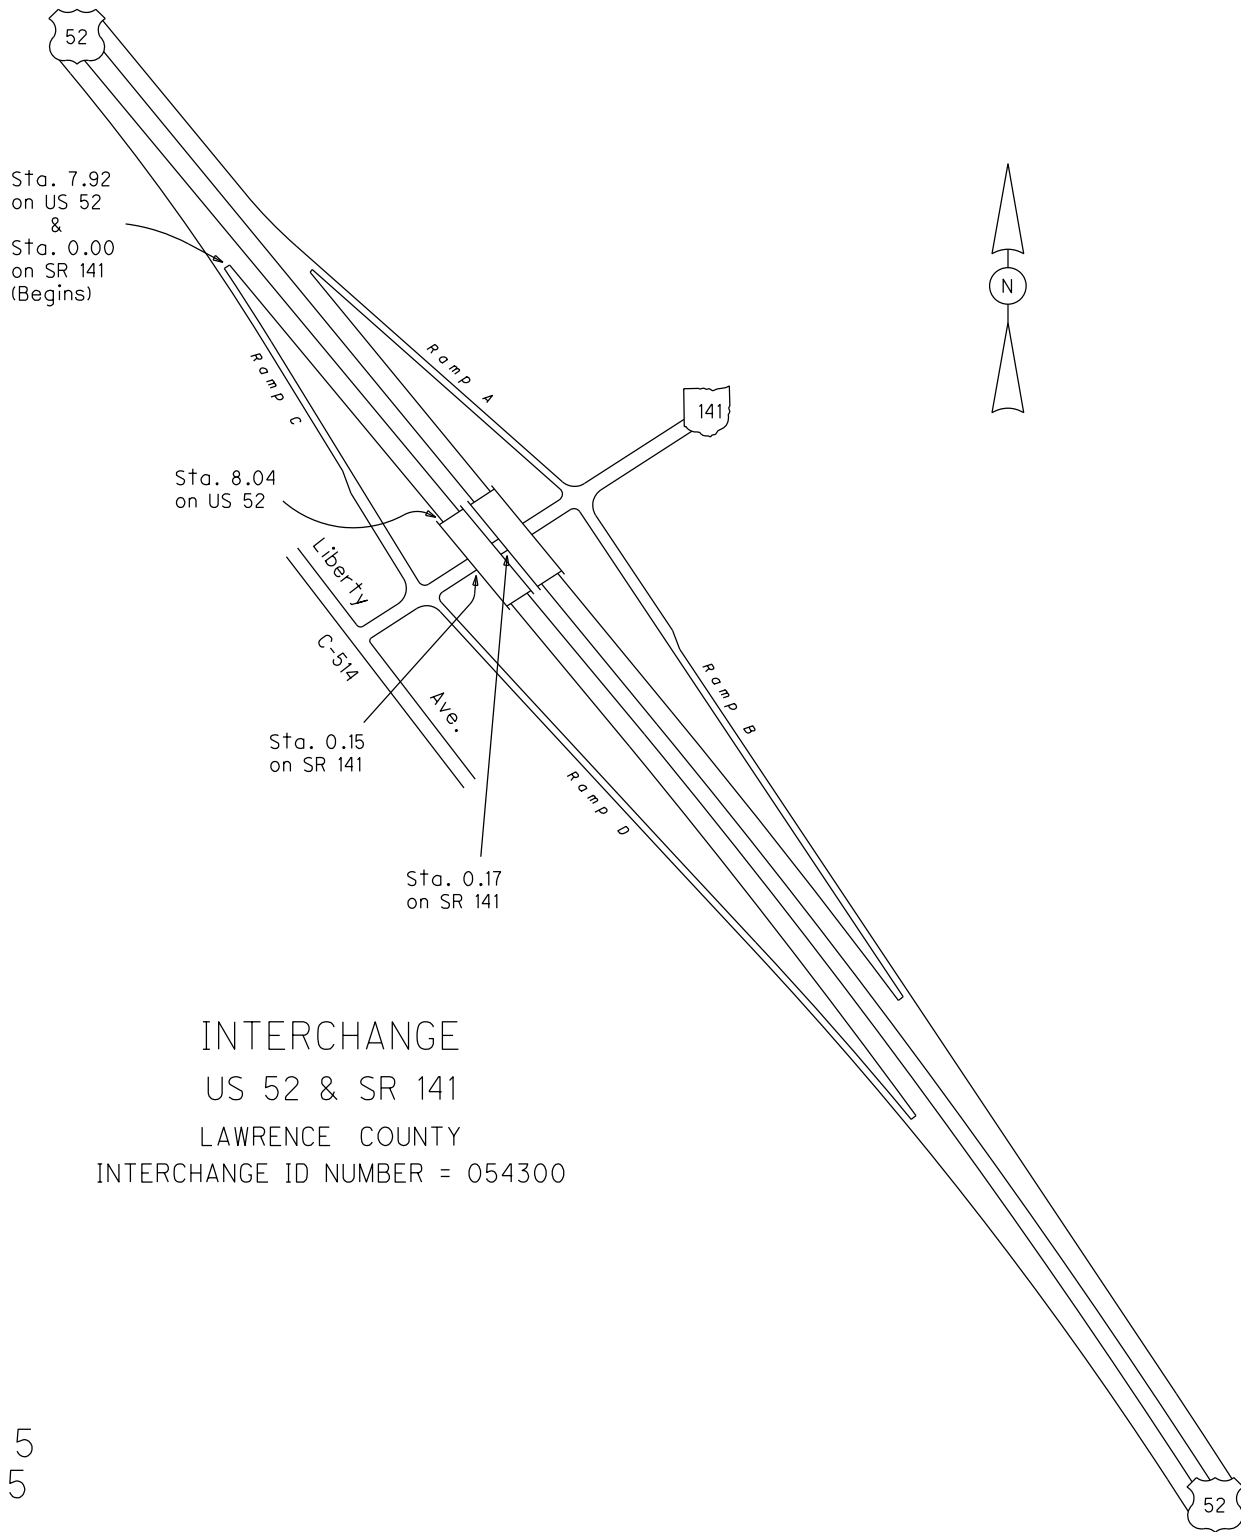 52
Sta. 7.92
on US 52
&
Sta. 0.00
on SR 141
(Begins)
N
Ramp A
Ramp C
141
Sta. 8.04
on US 52
Liberty
C-514
Ave.
Ramp B
Sta. 0.15
on SR 141
Ramp D
Sta. 0.17
on SR 141
INTERCHANGE
US 52 & SR 141
LAWRENCE COUNTY
INTERCHANGE ID NUMBER = 054300
5
5
52